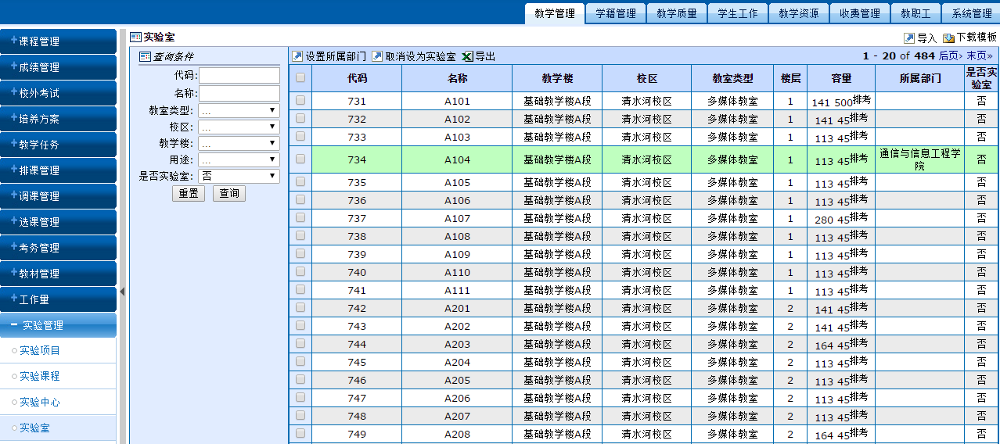 教学管理 学籍管理 教学质量 学生工作 教学资源 收费管理 教职工 系统管理
课程管理
成绩管理
校外考试
培养方案
教学任务
排课管理
调课管理
选课管理
考务管理
教材管理
工作量
实验管理
实验项目
实验课程
实验中心
实验室
实验室
导入 下载模板
查询条件
代码:
名称:
教室类型: ...
校区: ...
教学楼: ...
用途: ...
是否实验室: 否
重置 查询
设置所属部门 取消设为实验室 导出 1 - 20 of 484 后页› 末页»
代码 名称 教学楼 校区 教室类型 楼层 容量 所属部门 是否实验室
731 A101 基础教学楼A段 清水河校区 多媒体教室 1 141 500排考 否
732 A102 基础教学楼A段 清水河校区 多媒体教室 1 141 45排考 否
733 A103 基础教学楼A段 清水河校区 多媒体教室 1 113 45排考 否
734 A104 基础教学楼A段 清水河校区 多媒体教室 1 113 45排考 通信与信息工程学院 否
735 A105 基础教学楼A段 清水河校区 多媒体教室 1 113 45排考 否
736 A106 基础教学楼A段 清水河校区 多媒体教室 1 113 45排考 否
737 A107 基础教学楼A段 清水河校区 多媒体教室 1 280 45排考 否
738 A108 基础教学楼A段 清水河校区 多媒体教室 1 113 45排考 否
739 A109 基础教学楼A段 清水河校区 多媒体教室 1 113 45排考 否
740 A110 基础教学楼A段 清水河校区 多媒体教室 1 113 45排考 否
741 A111 基础教学楼A段 清水河校区 多媒体教室 1 113 45排考 否
742 A201 基础教学楼A段 清水河校区 多媒体教室 2 141 45排考 否
743 A202 基础教学楼A段 清水河校区 多媒体教室 2 141 45排考 否
744 A203 基础教学楼A段 清水河校区 多媒体教室 2 164 45排考 否
745 A204 基础教学楼A段 清水河校区 多媒体教室 2 113 45排考 否
746 A205 基础教学楼A段 清水河校区 多媒体教室 2 113 45排考 否
747 A206 基础教学楼A段 清水河校区 多媒体教室 2 113 45排考 否
748 A207 基础教学楼A段 清水河校区 多媒体教室 2 113 45排考 否
749 A208 基础教学楼A段 清水河校区 多媒体教室 2 164 45排考 否